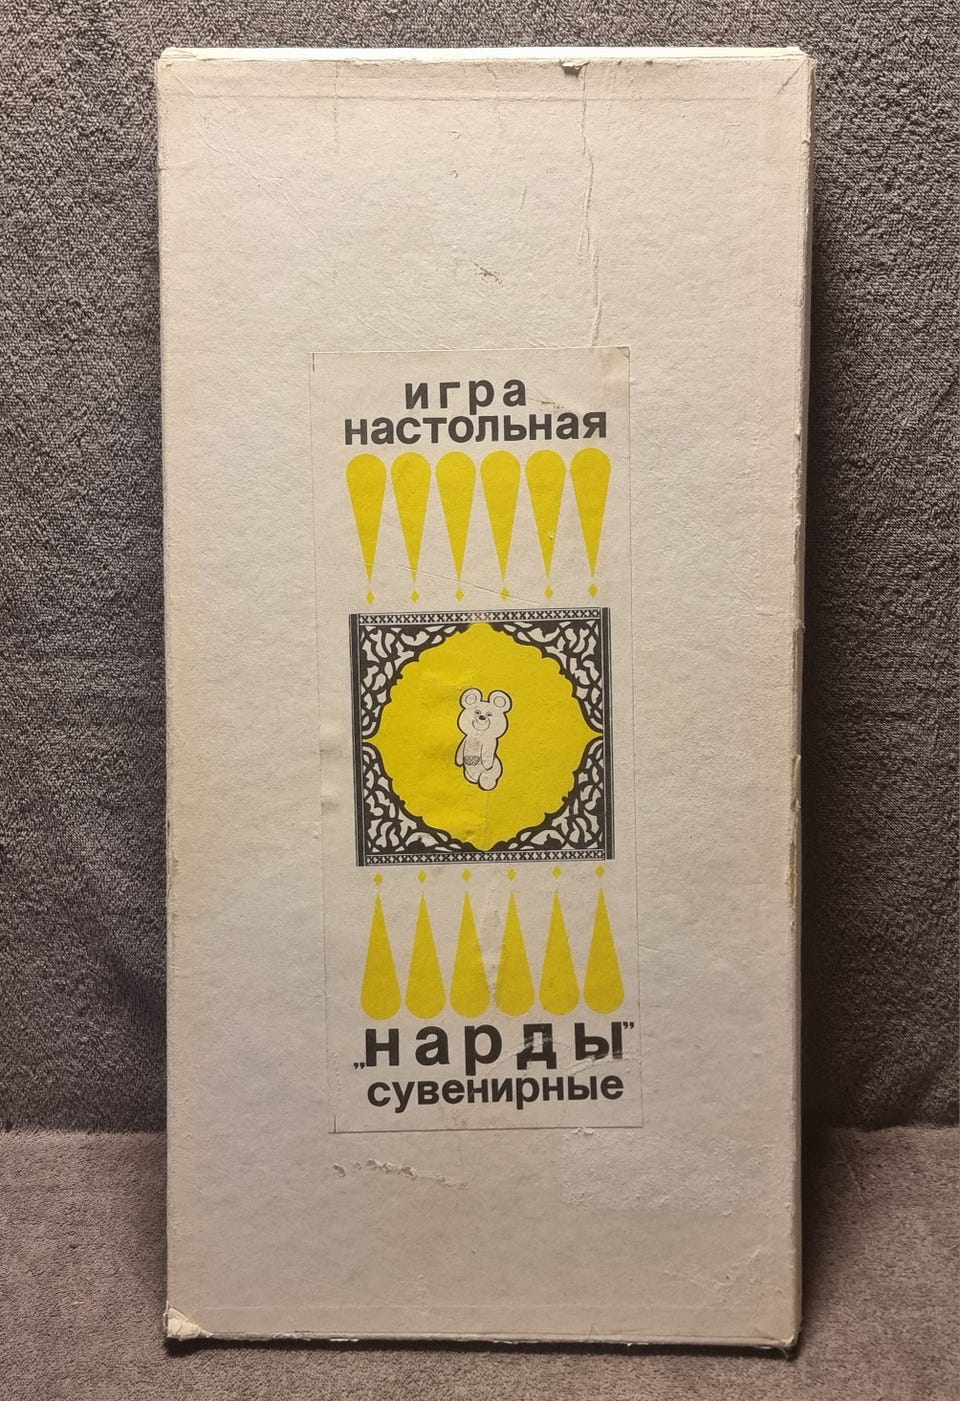 игра
настольная
„нарды”
сувенирные